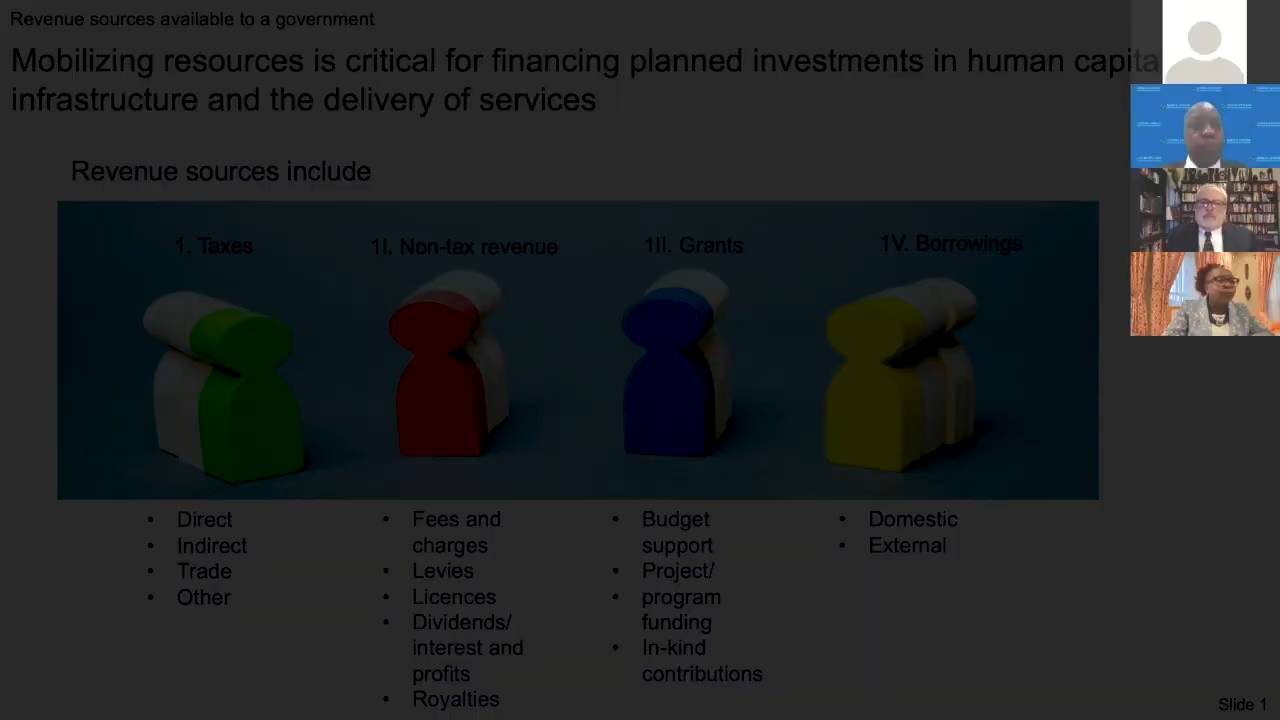 Revenue sources available to a government
Mobilizing resources is critical for financing planned investments in human capita
infrastructure and the delivery of services
Revenue sources include
1. Taxes
1I. Non-tax revenue
1II. Grants
1V. Borrowings
• Direct
• Indirect
• Trade
• Other
• Fees and
charges
• Levies
• Licences
• Dividends/
interest and
profits
• Royalties
• Budget
support
• Project/
• program
funding
• In-kind
contributions
• Domestic
• External
Slide 1